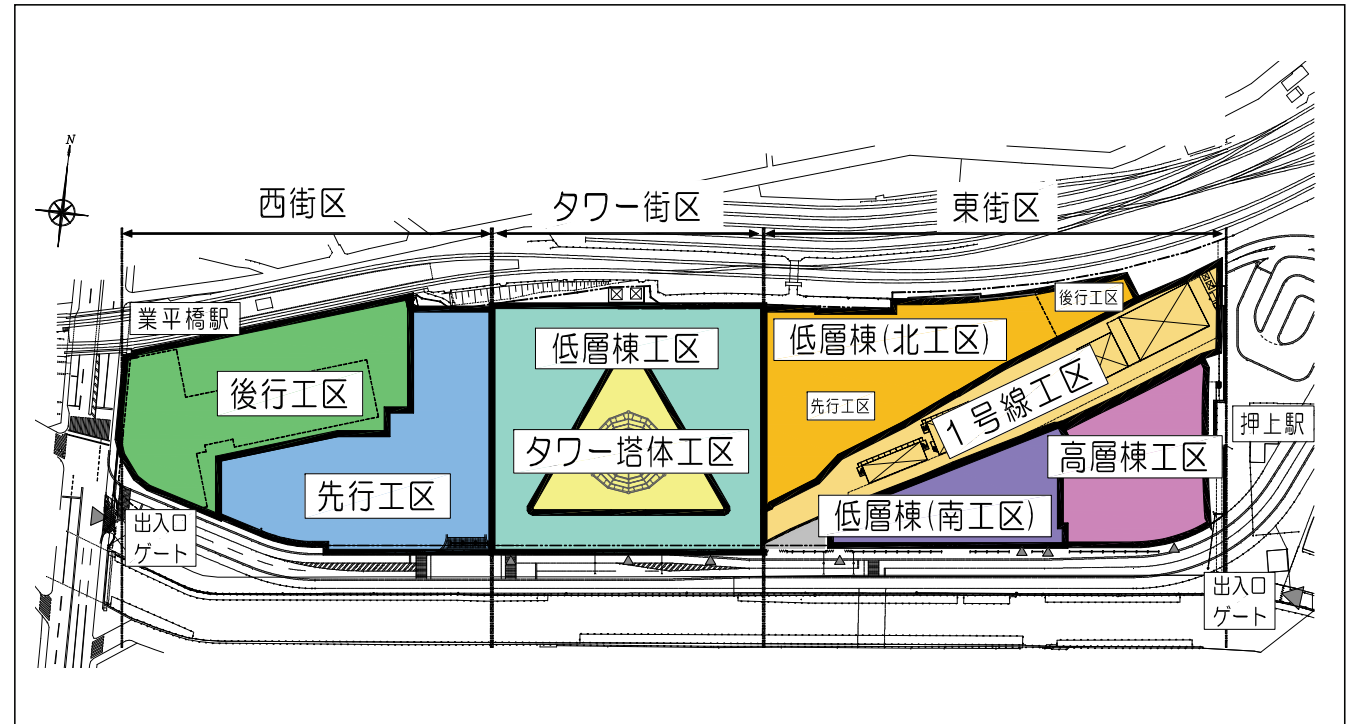 N
西街区
タワー街区
東街区
業平橋駅
後行工区
低層棟工区
低層棟(北工区)
後行工区
先行工区
1号線工区
押上駅
タワー塔体工区
高層棟工区
先行工区
低層棟(南工区)
出入口
ゲート
出入口
ゲート